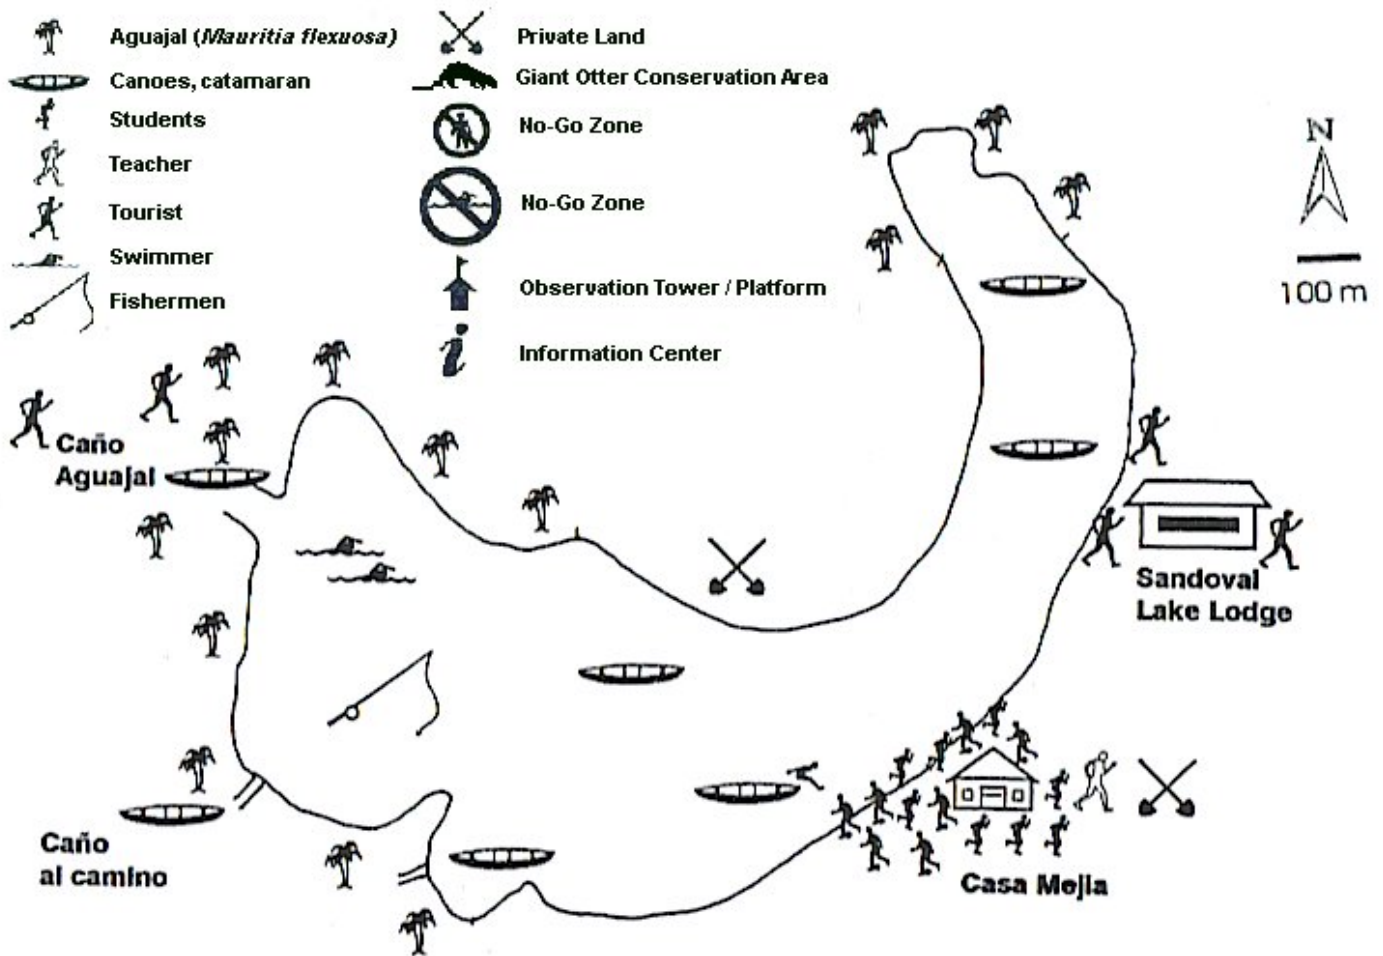 Aguajal (Mauritia flexuosa)
Canoes, catamaran
Students
Teacher
Tourist
Swimmer
Fishermen
Private Land
Giant Otter Conservation Area
No-Go Zone
No-Go Zone
Observation Tower / Platform
Information Center
N
100 m
Caño
Aguajal
Sandoval
Lake Lodge
Caño
al camino
Casa Mejia